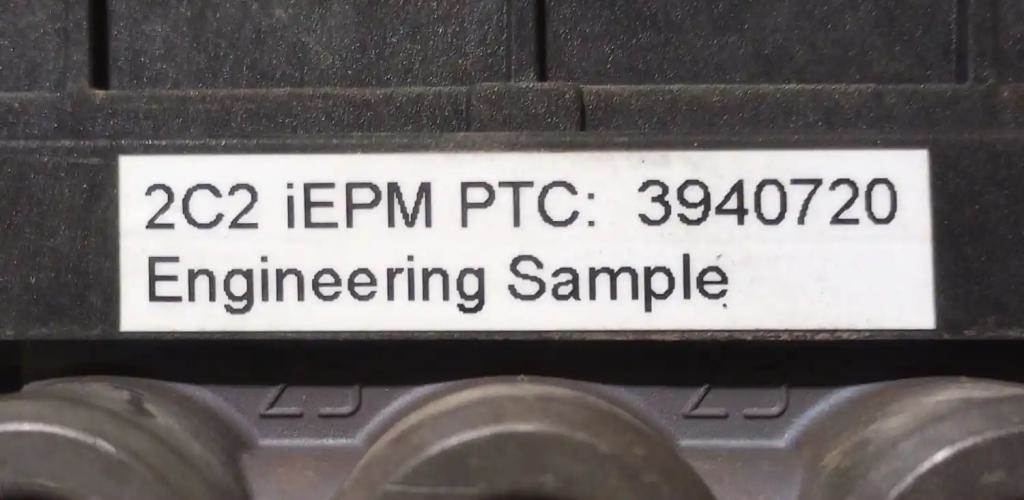 2C2 iEPM PTC: 3940720
Engineering Sample